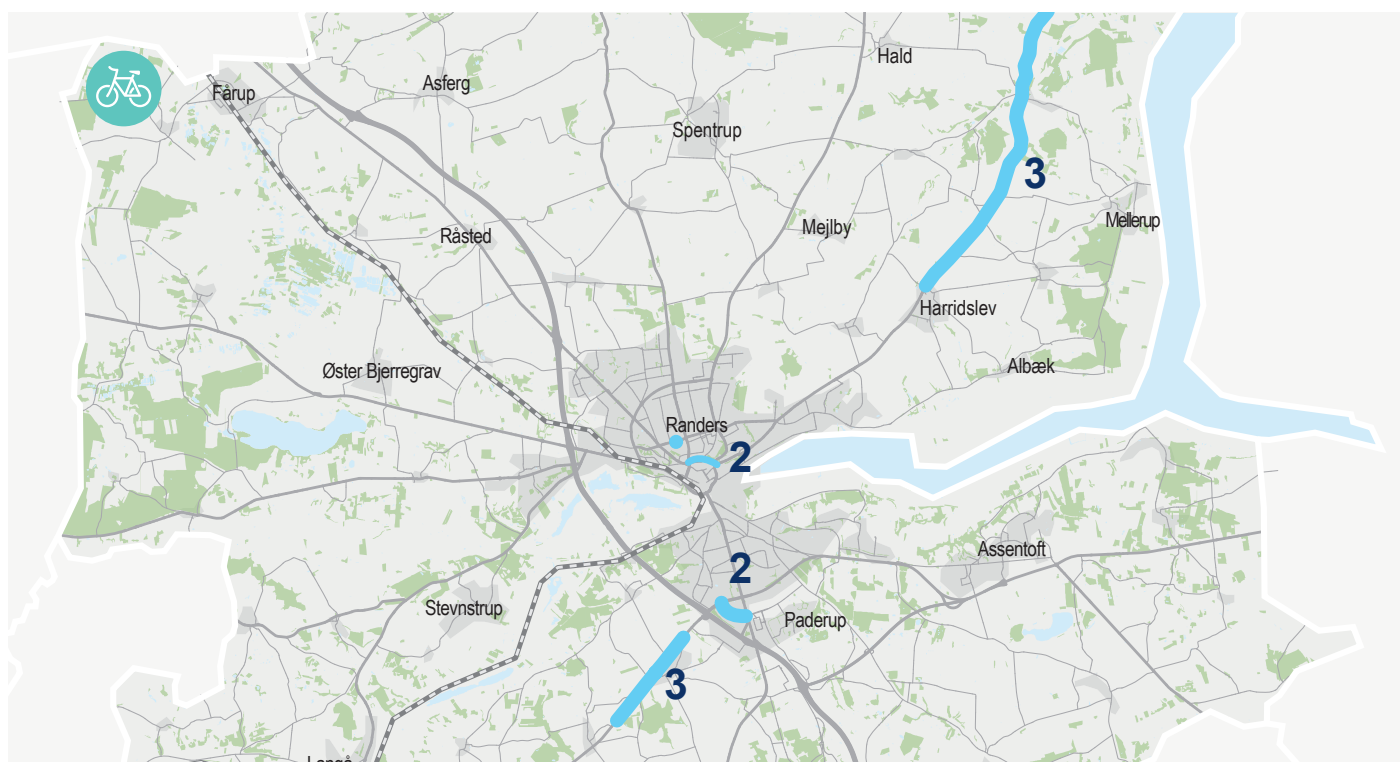 Hald
Asferg
Fårup
Spentrup
3
Mellerup
Mejlby
Råsted
Harridslev
Albæk
Øster Bjerregrav
Randers
2
Assentoft
2
Stevnstrup
Paderup
3